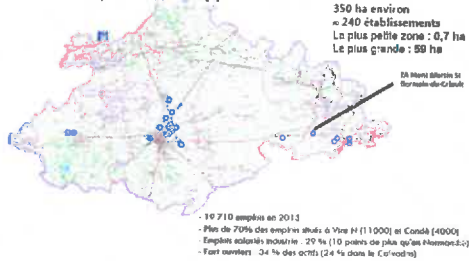 350 ha environ
≈ 240 établissements
La plus petite zone : 0,7 ha
La plus grande : 59 ha
PA Mont Martin St
Germain-du-Crioult
- 19 710 emplois en 2013
- Plus de 70% des emplois situés à Vire N (11000) et Condé (4000)
- Emplois salariés industrie : 29 % (10 points de plus qu'en Normandie)
- Fort ouvriers : 34 % des actifs (24 % dans le Calvados)